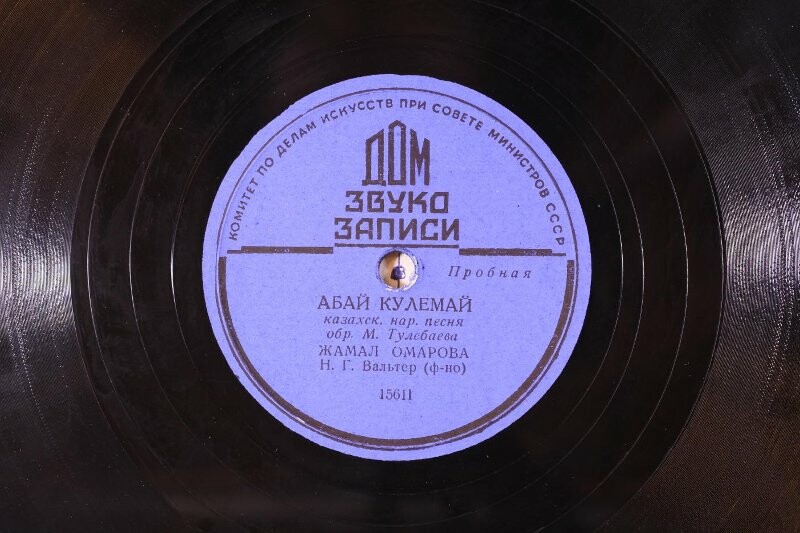 КОМИТЕТ ПО ДЕЛАМ ИСКУССТВ ПРИ СОВЕТЕ МИНИСТРОВ СССР
ДОМ
ЗВУКО
ЗАПИСИ
Пробная
АБАЙ КУЛЕМАЙ
казахск. нар. песня
обр. М. Тулебаева
ЖАМАЛ ОМАРОВА
Н. Г. Вальтер (ф-но)
15611